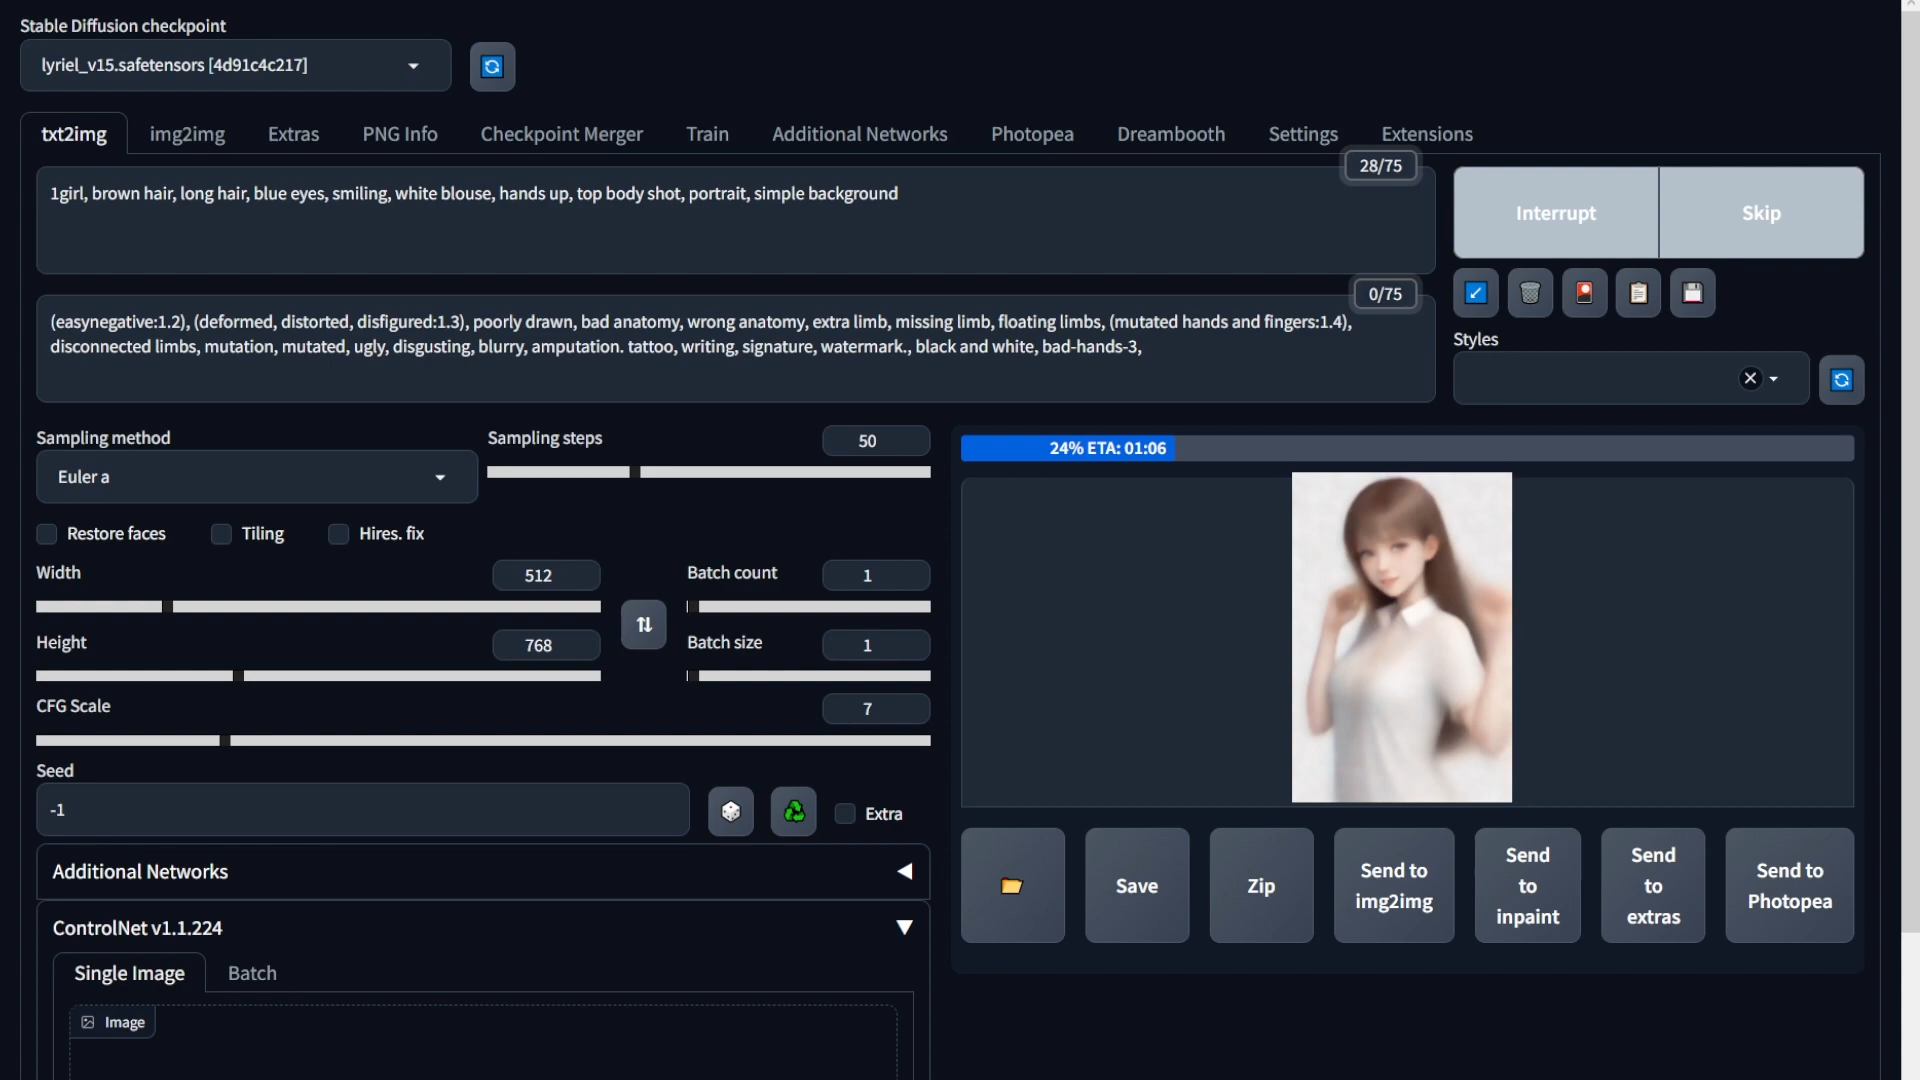 Stable Diffusion checkpoint
lyriel_v15.safetensors [4d91c4c217]
txt2img img2img Extras PNG Info Checkpoint Merger Train Additional Networks Photopea Dreambooth Settings Extensions
28/75
1girl, brown hair, long hair, blue eyes, smiling, white blouse, hands up, top body shot, portrait, simple background
Interrupt Skip
0/75
(easynegative:1.2), (deformed, distorted, disfigured:1.3), poorly drawn, bad anatomy, wrong anatomy, extra limb, missing limb, floating limbs, (mutated hands and fingers:1.4),
disconnected limbs, mutation, mutated, ugly, disgusting, blurry, amputation. tattoo, writing, signature, watermark., black and white, bad-hands-3,
Styles
Sampling method
Euler a
Sampling steps 50
Restore faces Tiling Hires. fix
Width 512
Height 768
Batch count 1
Batch size 1
CFG Scale 7
Seed
-1
Extra
Additional Networks
ControlNet v1.1.224
Single Image Batch
Image
24% ETA: 01:06
Save
Zip
Send to
img2img
Send
to
inpaint
Send
to
extras
Send to
Photopea